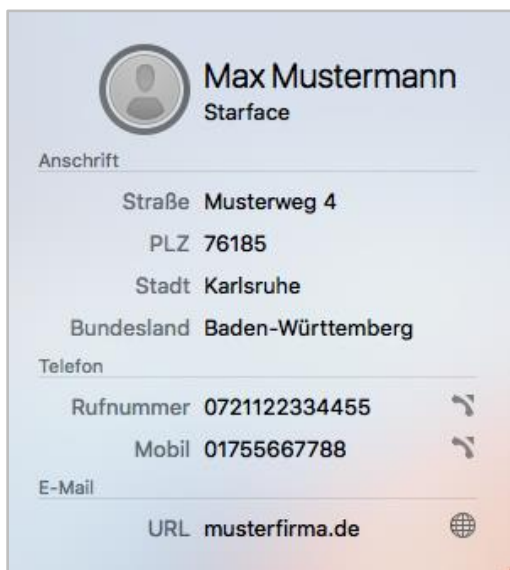 Max Mustermann
Starface
Anschrift
Straße Musterweg 4
PLZ 76185
Stadt Karlsruhe
Bundesland Baden-Württemberg
Telefon
Rufnummer 0721122334455
Mobil 01755667788
E-Mail
URL musterfirma.de